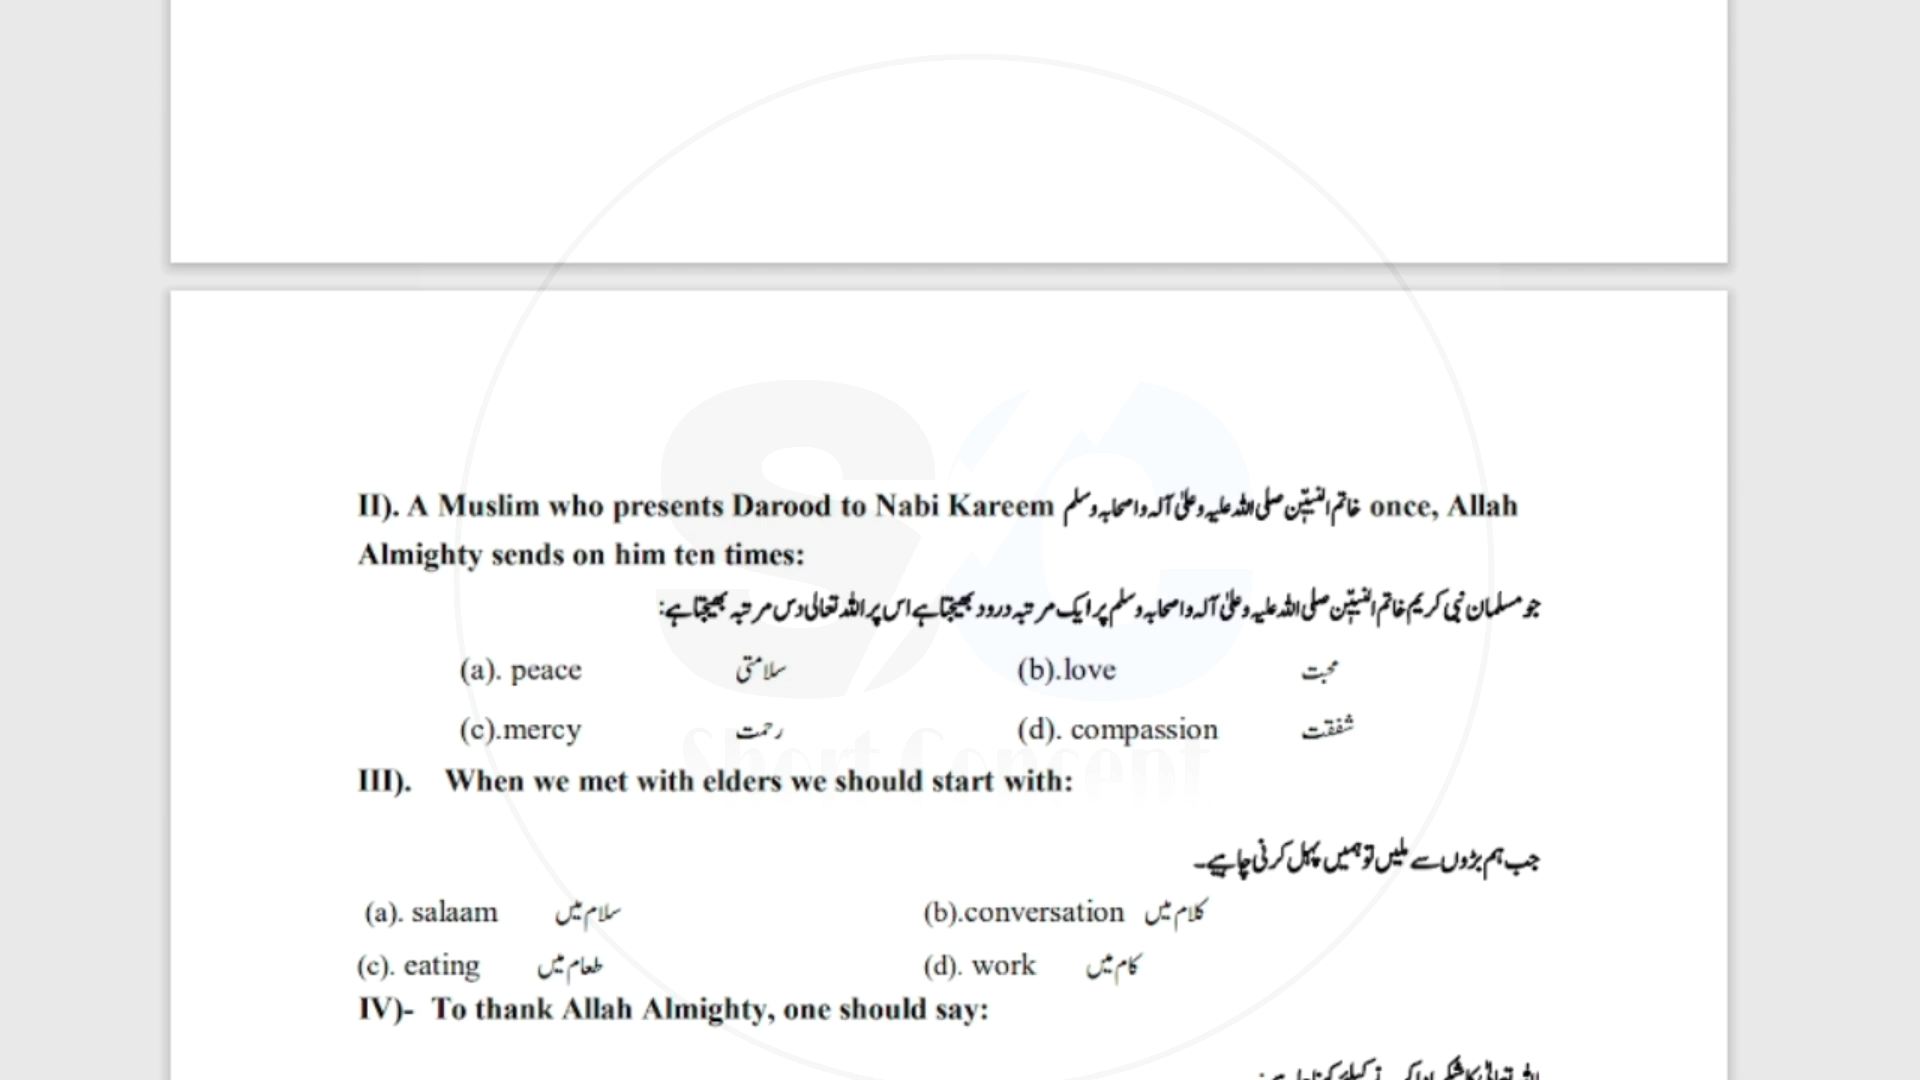 II). A Muslim who presents Darood to Nabi Kareem خاتم النبیّٖن صلی اللہ علیہ وعلیٰ آلہ واصحابہ وسلم once, Allah
Almighty sends on him ten times:
جو مسلمان نبی کریم خاتم النبیّٖن صلی اللہ علیہ وعلیٰ آلہ واصحابہ وسلم پر ایک مرتبہ درود بھیجتا ہے اس پر اللہ تعالی دس مرتبہ بھیجتا ہے:
(a). peace سلامتی (b).love محبت
(c).mercy رحمت (d). compassion شفقت
Short Concept
III). When we met with elders we should start with:
جب ہم بڑوں سے ملیں تو ہمیں پہل کرنی چاہیے۔
(a). salaam سلام میں (b).conversation کلام میں
(c). eating طعام میں (d). work کام میں
IV)- To thank Allah Almighty, one should say: